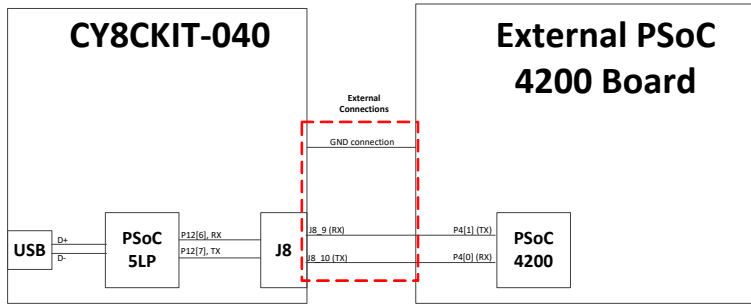 CY8CKIT-040
External PSoC
4200 Board
External
Connections
GND connection
USB
D+
D-
PSoC
5LP
P12[6], RX
P12[7], TX
J8
J8_9 (RX)
J8_10 (TX)
P4[1] (TX)
P4[0] (RX)
PSoC
4200